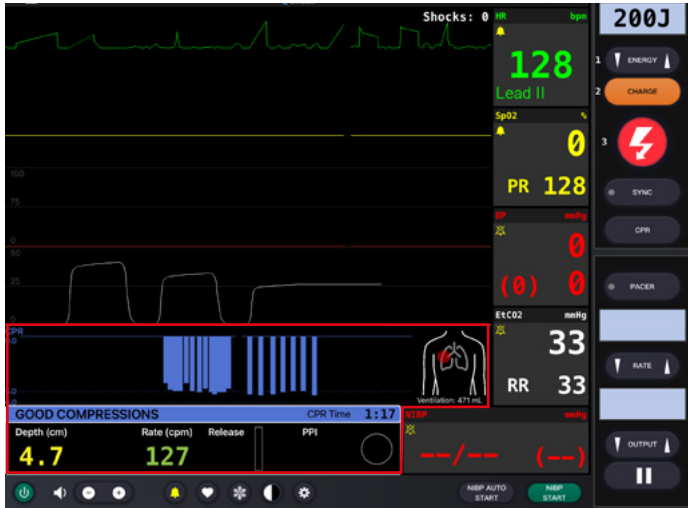 Shocks: 0
HR bpm
128
Lead II
SpO2 %
0
PR 128
150
75
0
BP mmHg
0
(0) 0
50
25
0
EtCO2 mmHg
33
RR 33
CPR
Ventilation: 471 mL
GOOD COMPRESSIONS CPR Time 1:17
Depth (cm) Rate (cpm) Release PPI
4.7 127
NIBP mmHg
--/-- (--)
NIBP AUTO START
NIBP START
200J
1 ENERGY
2 CHARGE
3
SYNC
CPR
PACER
RATE
OUTPUT